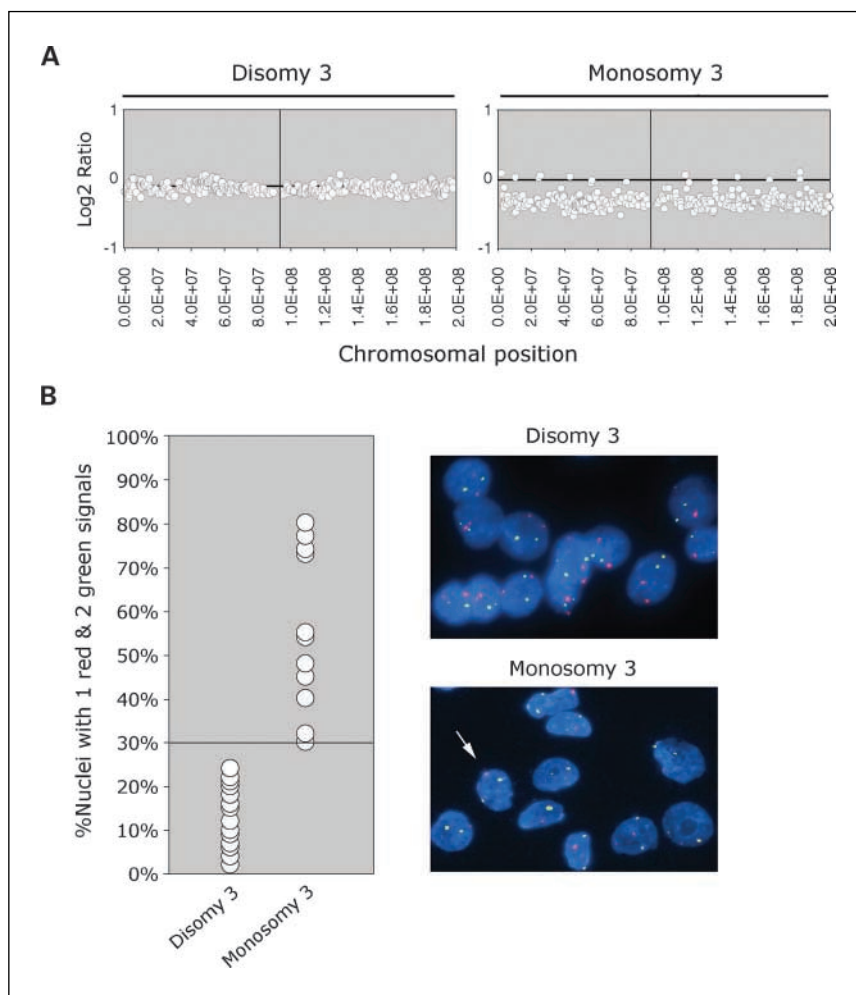 A
Disomy 3
Monosomy 3
Log2 Ratio
1
0
-1
1
0
-1
0.0E+00
2.0E+07
4.0E+07
6.0E+07
8.0E+07
1.0E+08
1.2E+08
1.4E+08
1.6E+08
1.8E+08
2.0E+08
0.0E+00
2.0E+07
4.0E+07
6.0E+07
8.0E+07
1.0E+08
1.2E+08
1.4E+08
1.6E+08
1.8E+08
2.0E+08
Chromosomal position
B
%Nuclei with 1 red & 2 green signals
100%
90%
80%
70%
60%
50%
40%
30%
20%
10%
0%
Disomy 3
Monosomy 3
Disomy 3
Monosomy 3